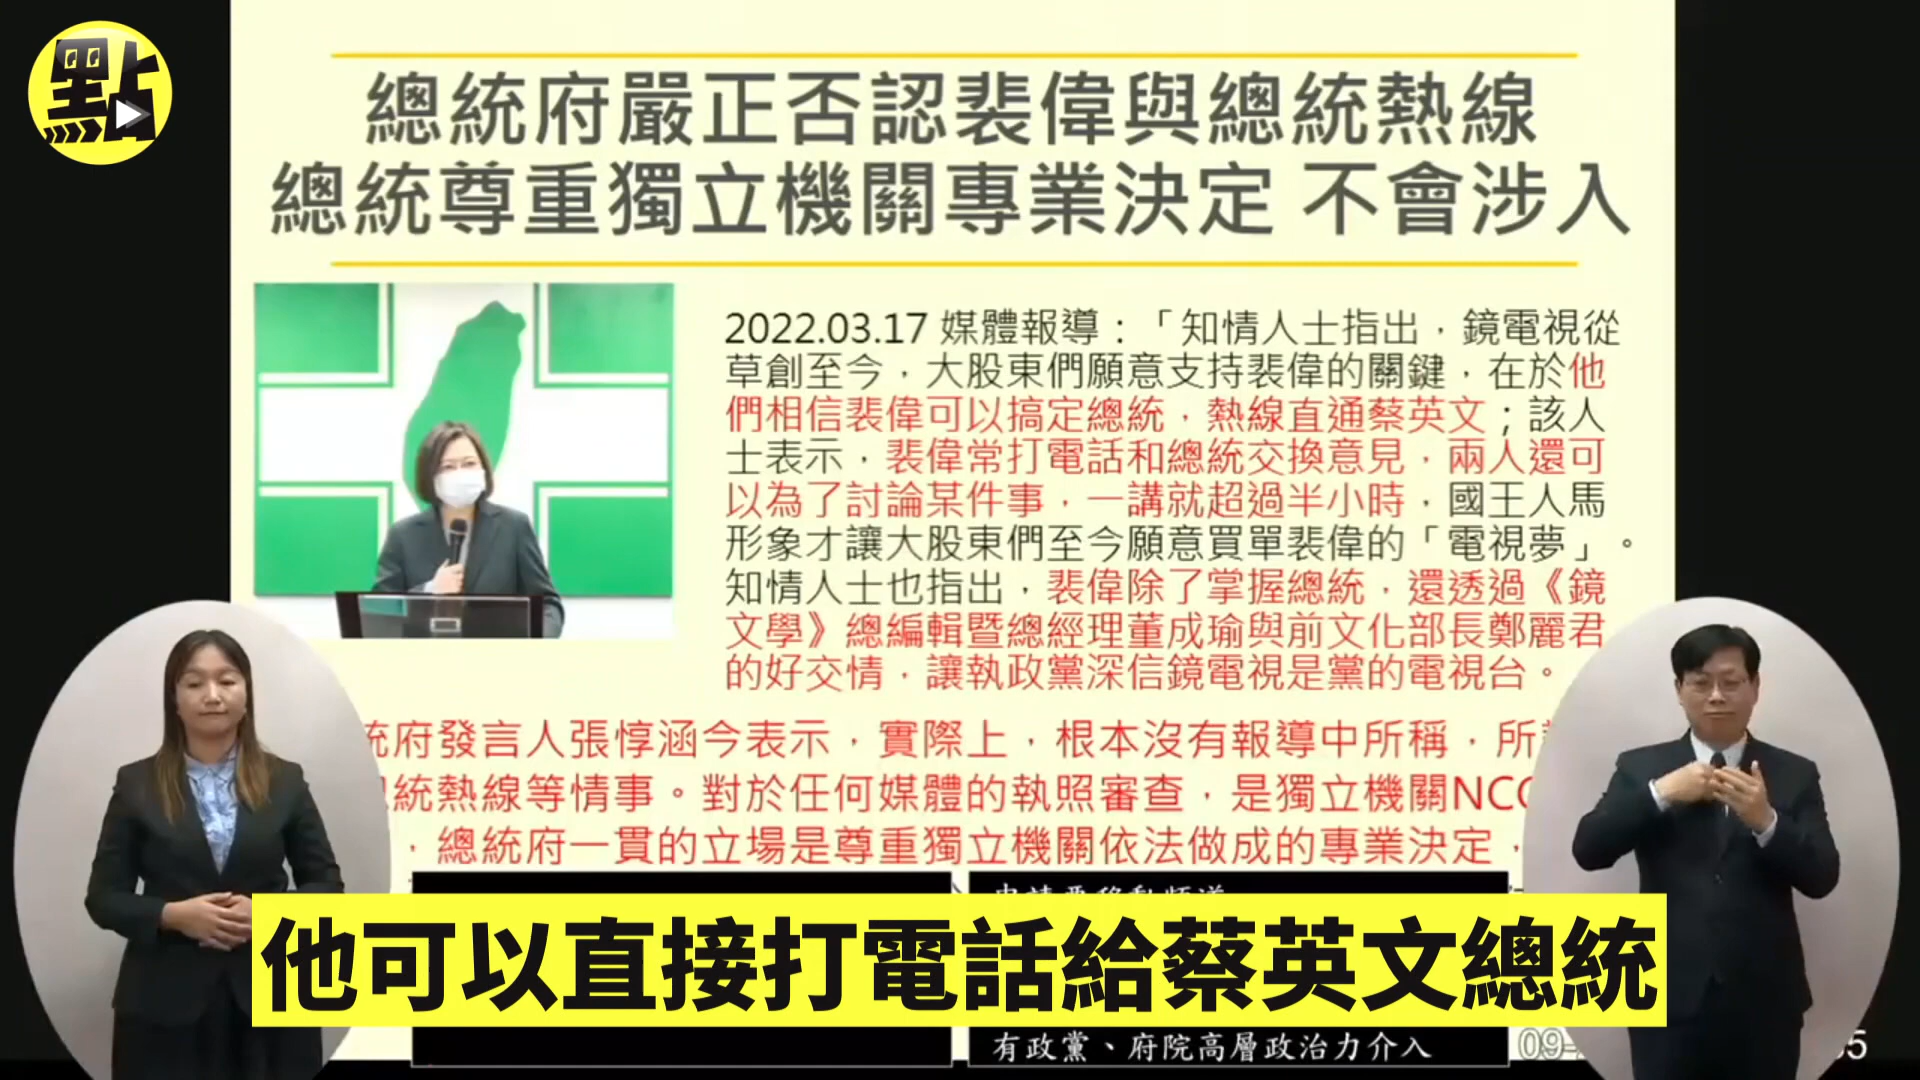 點
總統府嚴正否認裴偉與總統熱線
總統尊重獨立機關專業決定 不會涉入
2022.03.17 媒體報導：「知情人士指出，鏡電視從
草創至今，大股東們願意支持裴偉的關鍵，在於他
們相信裴偉可以搞定總統，熱線直通蔡英文；該人
士表示，裴偉常打電話和總統交換意見，兩人還可
以為了討論某件事，一講就超過半小時，國王人馬
形象才讓大股東們至今願意買單裴偉的「電視夢」。
知情人士也指出，裴偉除了掌握總統，還透過《鏡
文學》總編輯暨總經理董成瑜與前文化部長鄭麗君
的好交情，讓執政黨深信鏡電視是黨的電視台。
統府發言人張惇涵今表示，實際上，根本沒有報導中所稱，所
統熱線等情事。對於任何媒體的執照審查，是獨立機關NCC
，總統府一貫的立場是尊重獨立機關依法做成的專業決定，
他可以直接打電話給蔡英文總統
有政黨、府院高層政治力介入